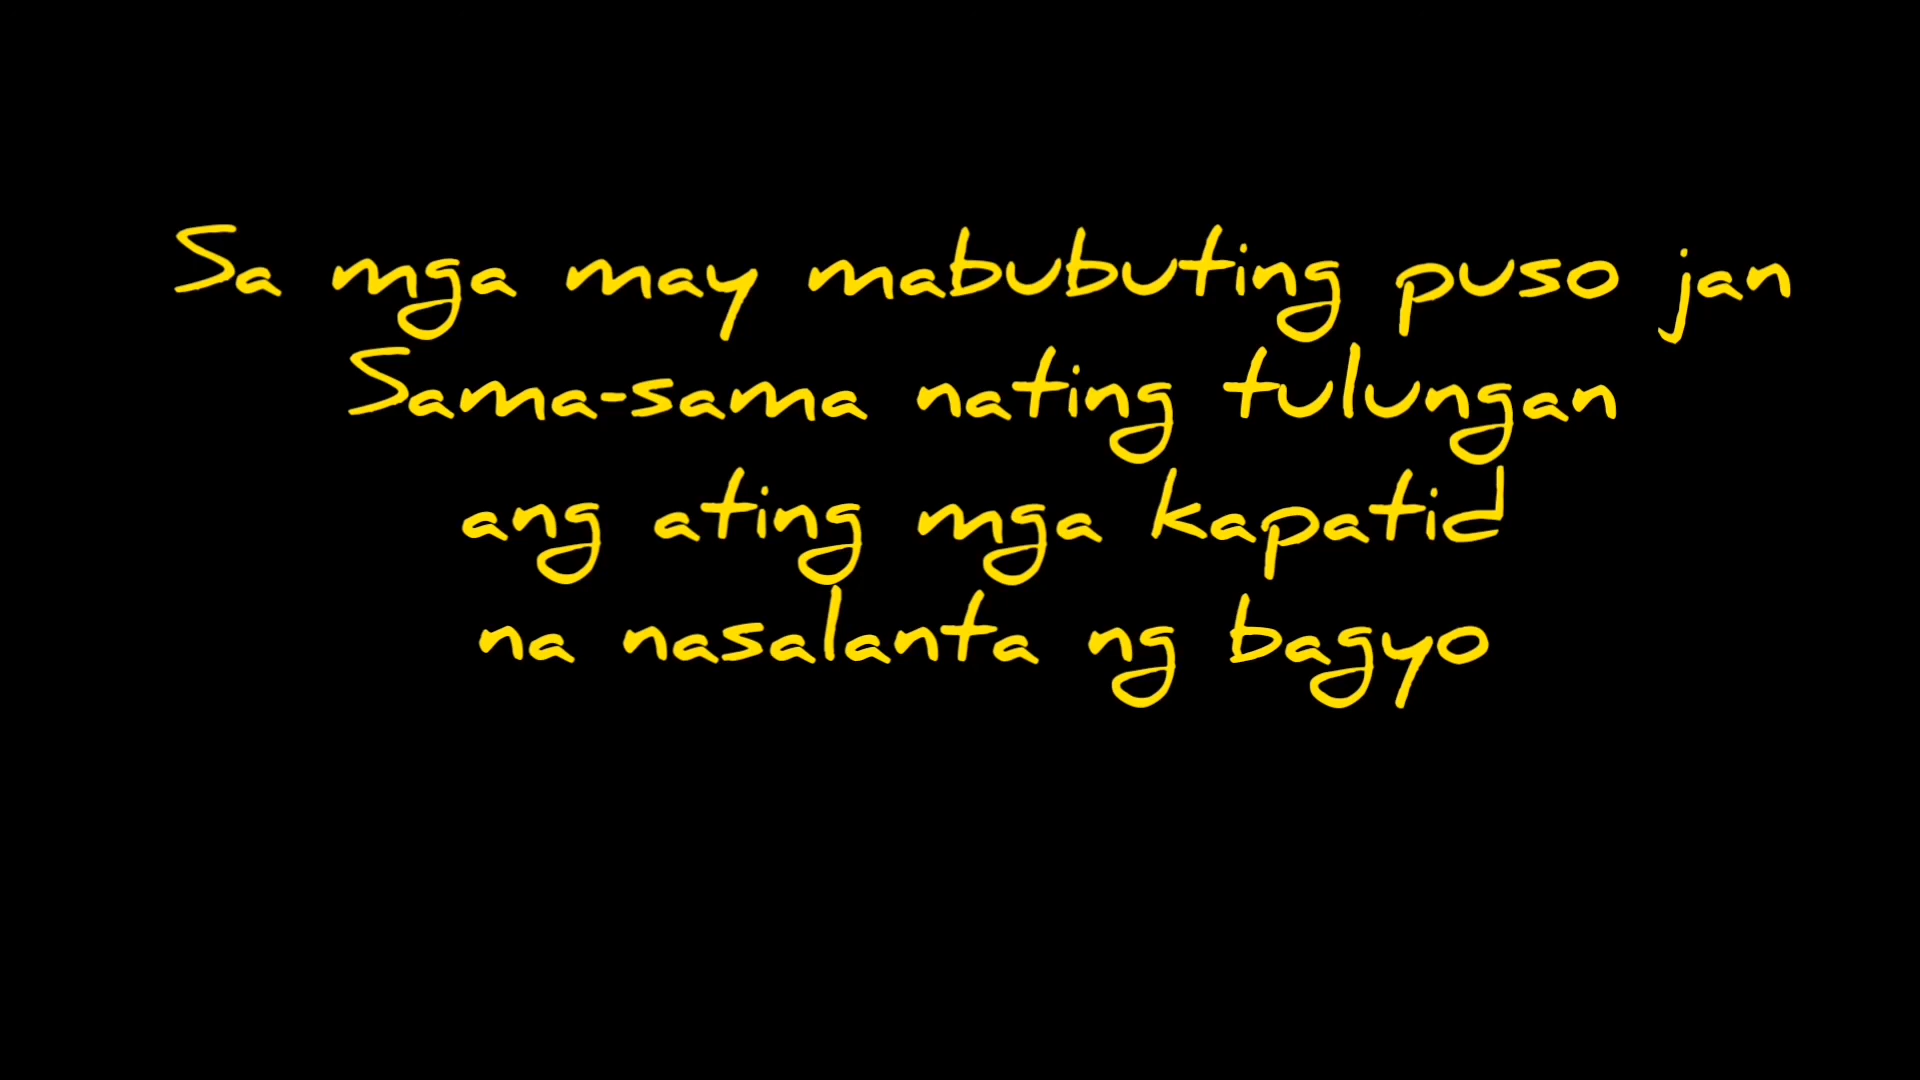 Sa mga may mabubuting puso jan
Sama-sama nating tulungan
ang ating mga kapatid
na nasalanta ng bagyo